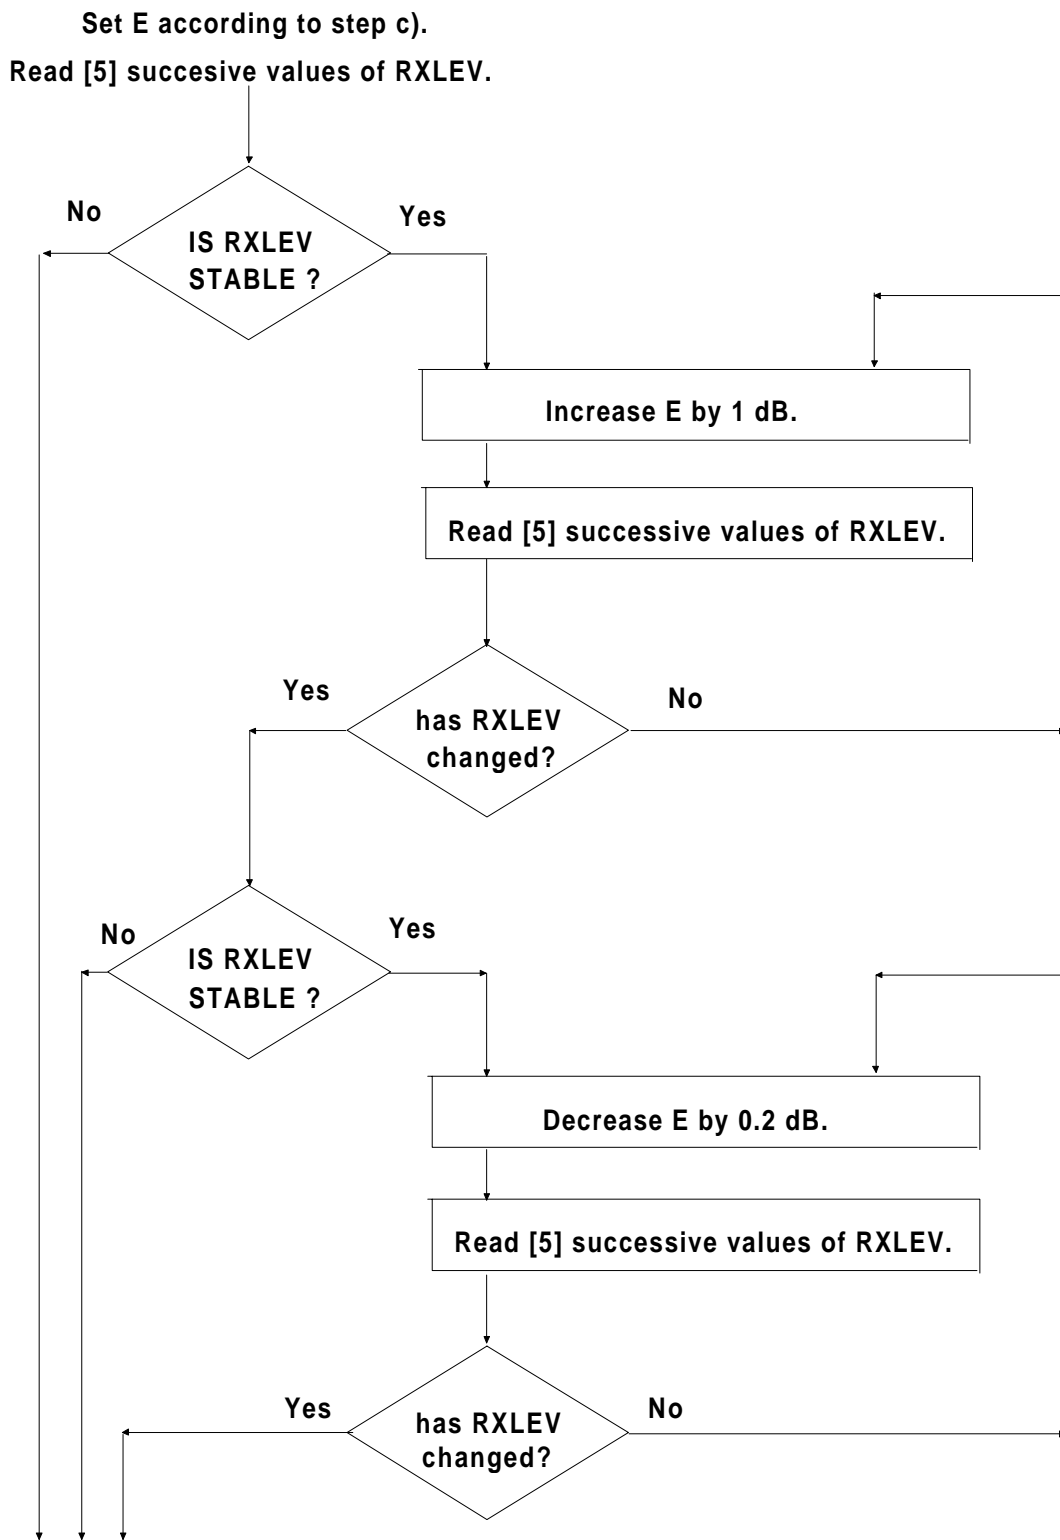 Set E according to step c).
Read [5] succesive values of RXLEV.
No
Yes
IS RXLEV
STABLE ?
Increase E by 1 dB.
Read [5] successive values of RXLEV.
Yes
No
has RXLEV
changed?
No
Yes
IS RXLEV
STABLE ?
Decrease E by 0.2 dB.
Read [5] successive values of RXLEV.
Yes
No
has RXLEV
changed?